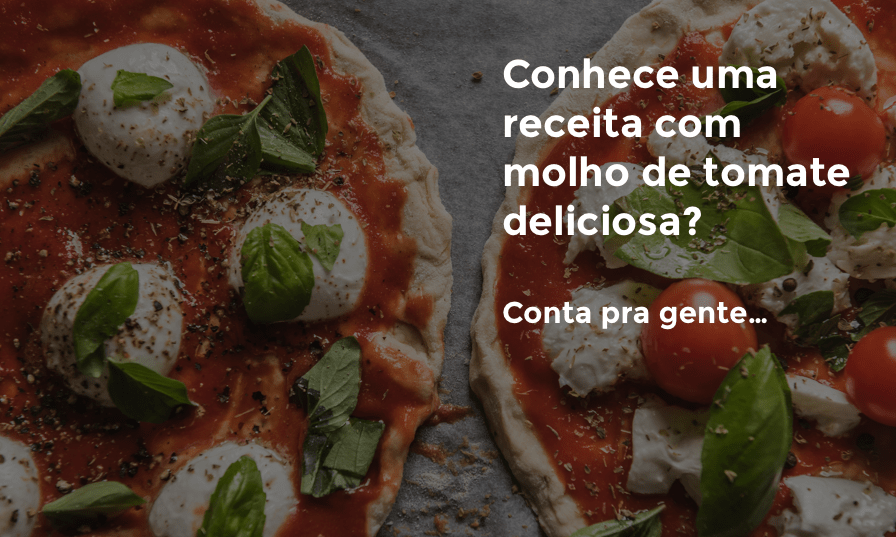 Conhece uma
receita com
molho de tomate
deliciosa?
Conta pra gente...